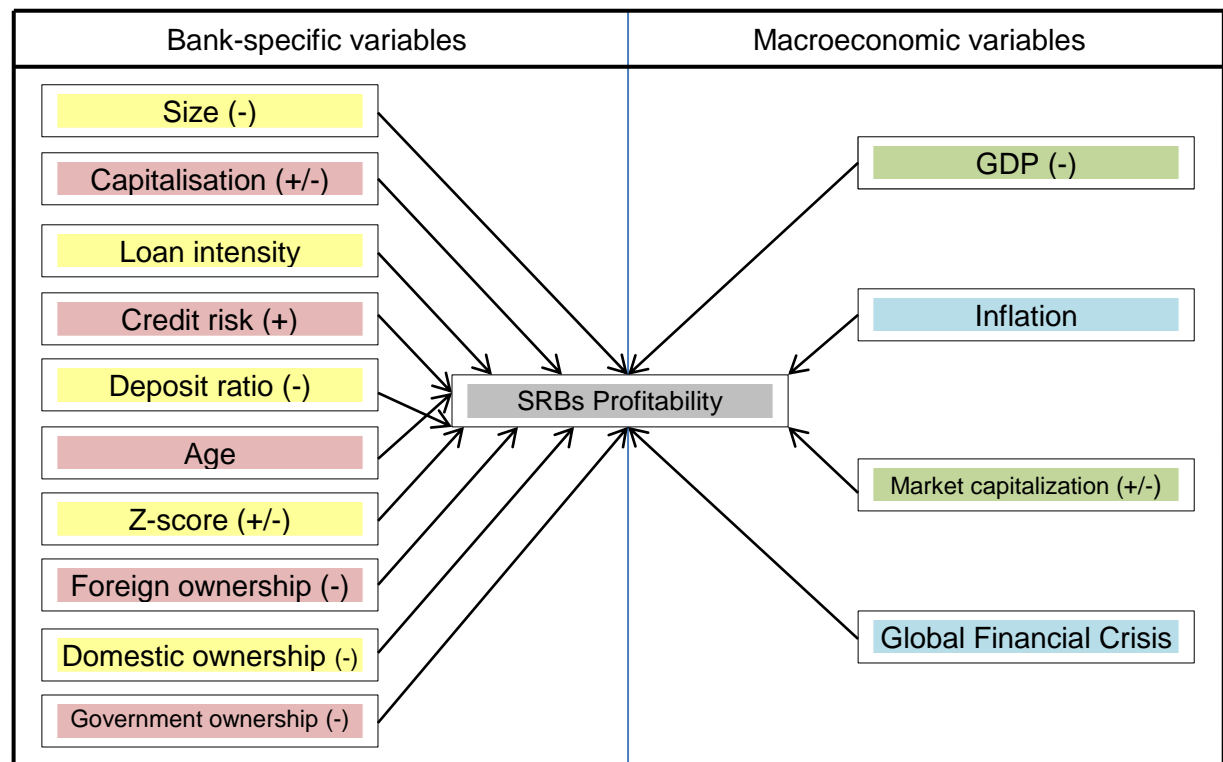 Bank-specific variables
Macroeconomic variables
Size (-)
Capitalisation (+/-)
Loan intensity
Credit risk (+)
Deposit ratio (-)
Age
Z-score (+/-)
Foreign ownership (-)
Domestic ownership (-)
Government ownership (-)
SRBs Profitability
GDP (-)
Inflation
Market capitalization (+/-)
Global Financial Crisis